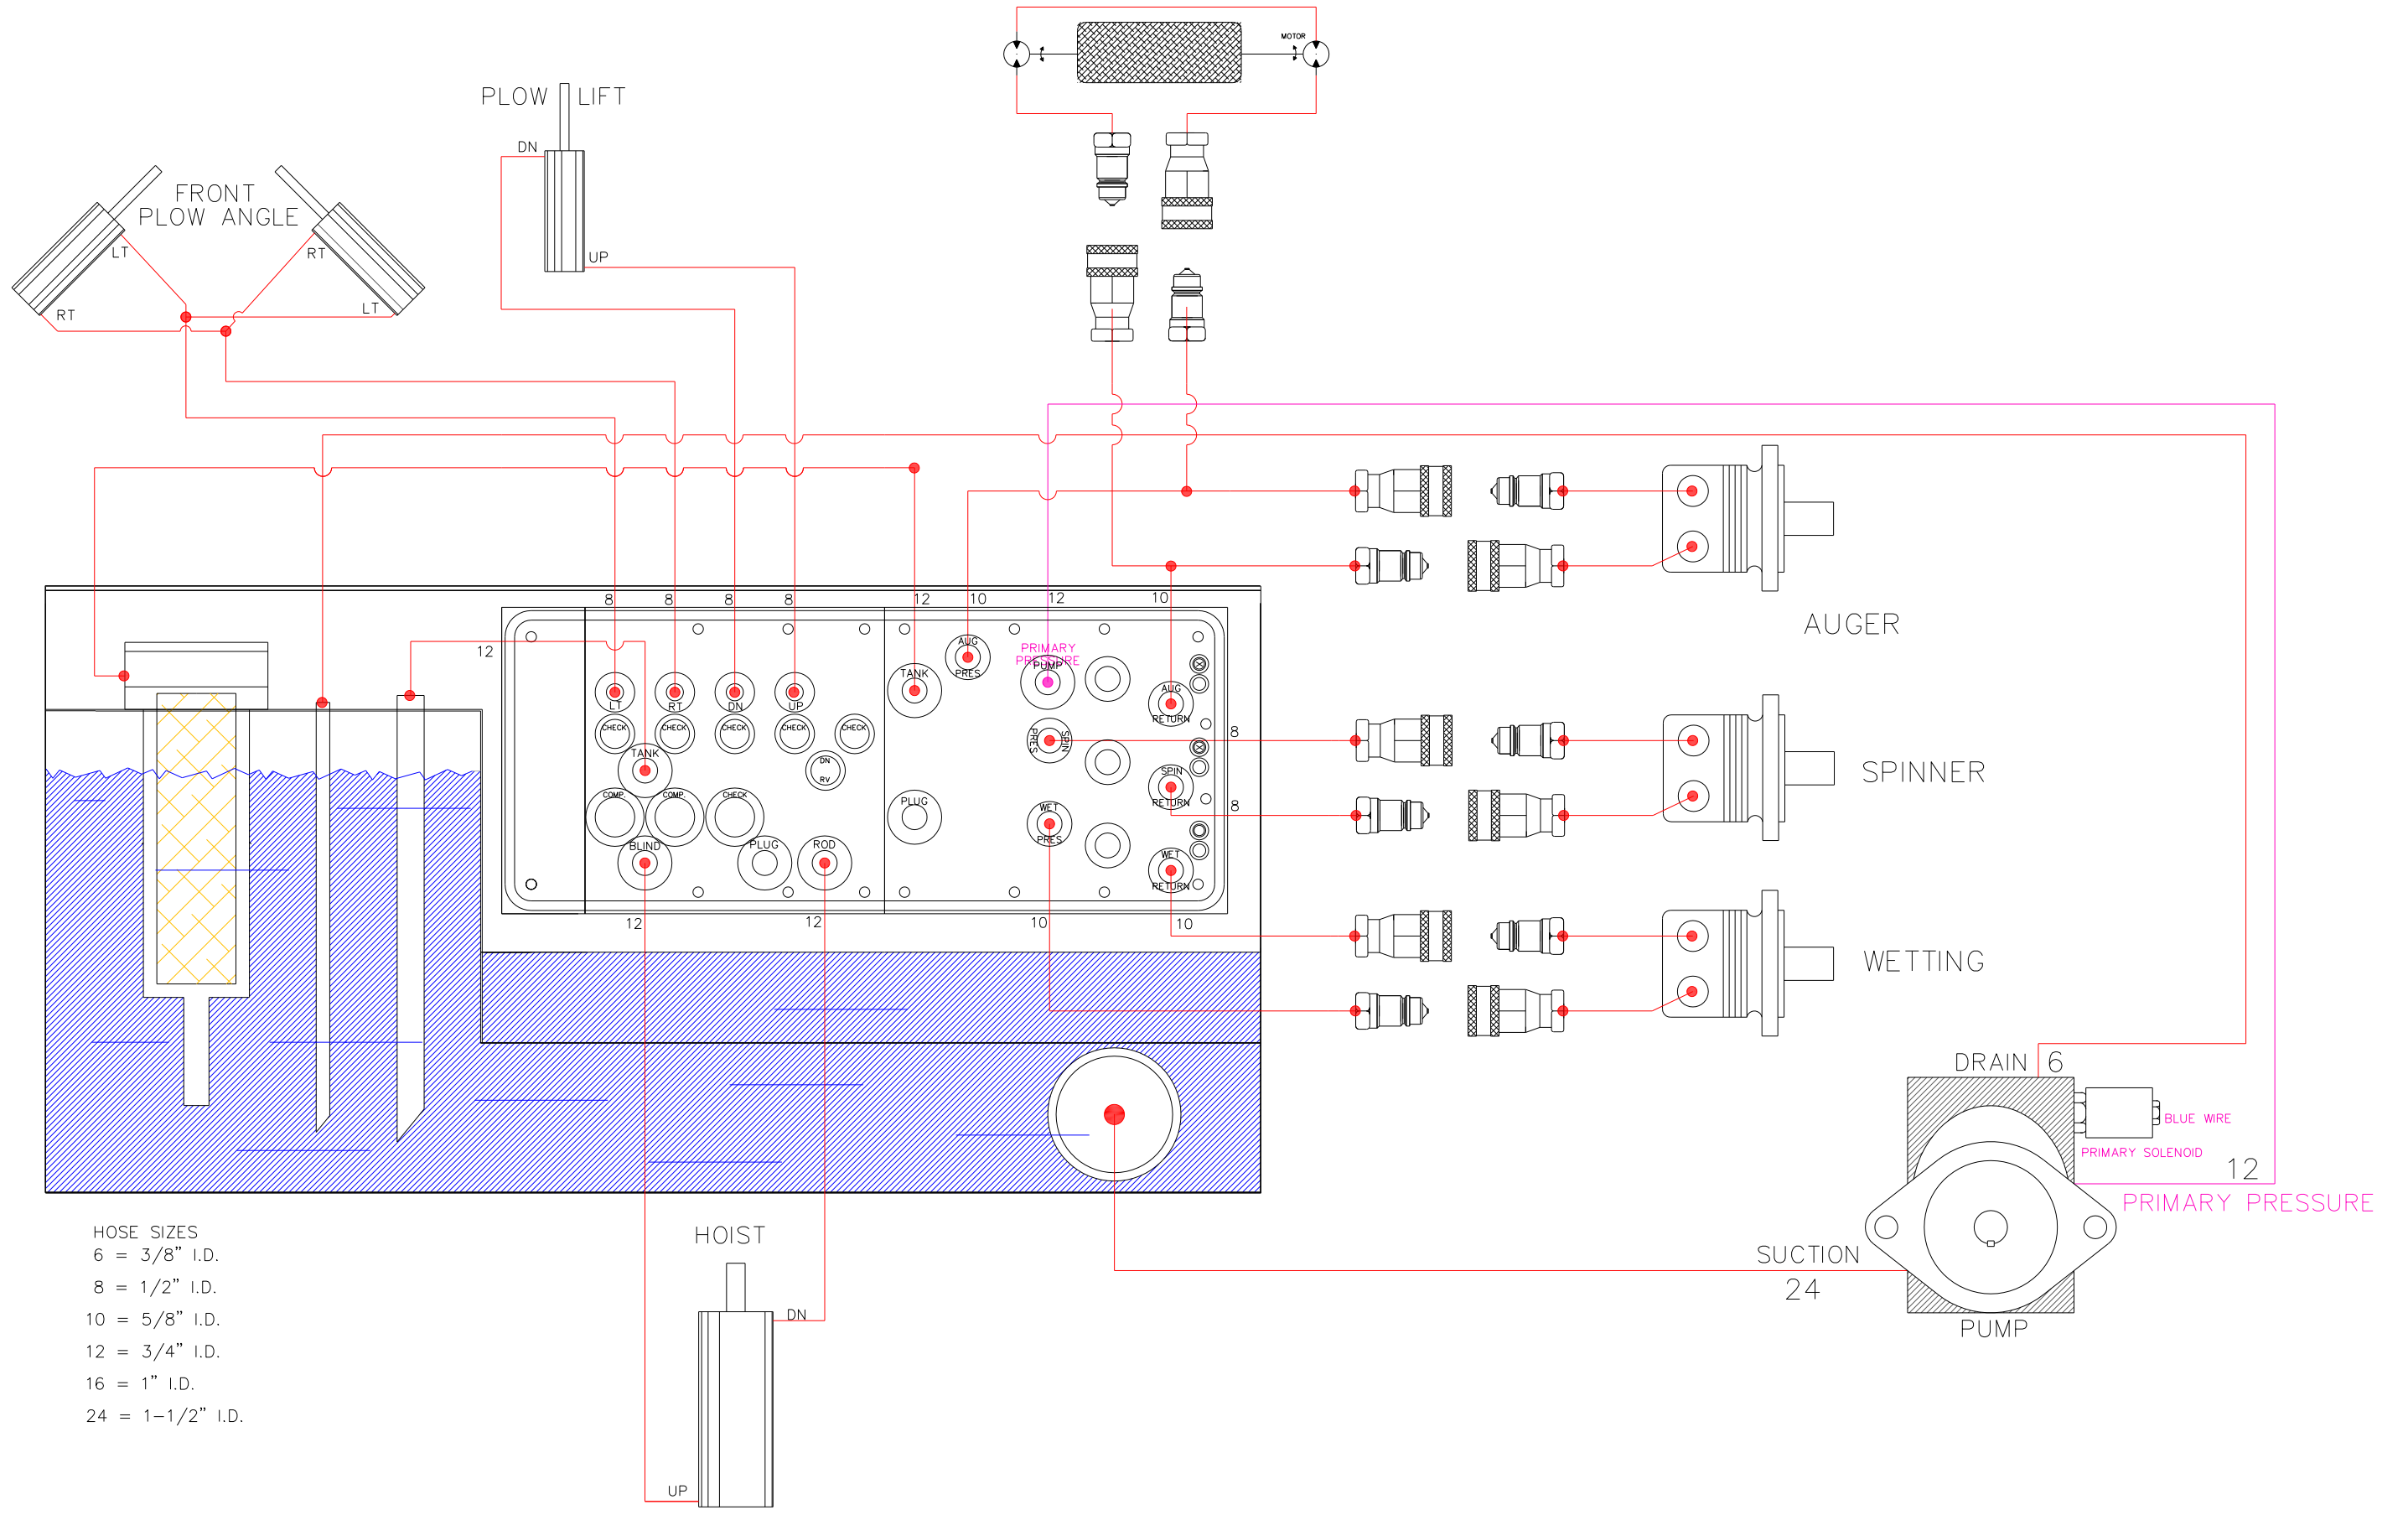 MOTOR
PLOW LIFT
DN
UP
FRONT
PLOW ANGLE
LT
RT
RT
LT
8
8
8
8
12
10
12
10
12
AUG
PRES
PRIMARY
PRESSURE
PUMP
TANK
AUG
RETURN
LT
RT
DN
UP
CHECK
CHECK
CHECK
CHECK
CHECK
TANK
DN
RV
PRES
SPIN
8
SPIN
RETURN
8
COMP.
COMP.
CHECK
PLUG
WET
PRES
BLIND
PLUG
ROD
WET
RETURN
12
12
10
10
AUGER
SPINNER
WETTING
DRAIN 6
BLUE WIRE
PRIMARY SOLENOID
12
PRIMARY PRESSURE
SUCTION
24
PUMP
HOIST
DN
UP
HOSE SIZES
6 = 3/8" I.D.
8 = 1/2" I.D.
10 = 5/8" I.D.
12 = 3/4" I.D.
16 = 1" I.D.
24 = 1-1/2" I.D.